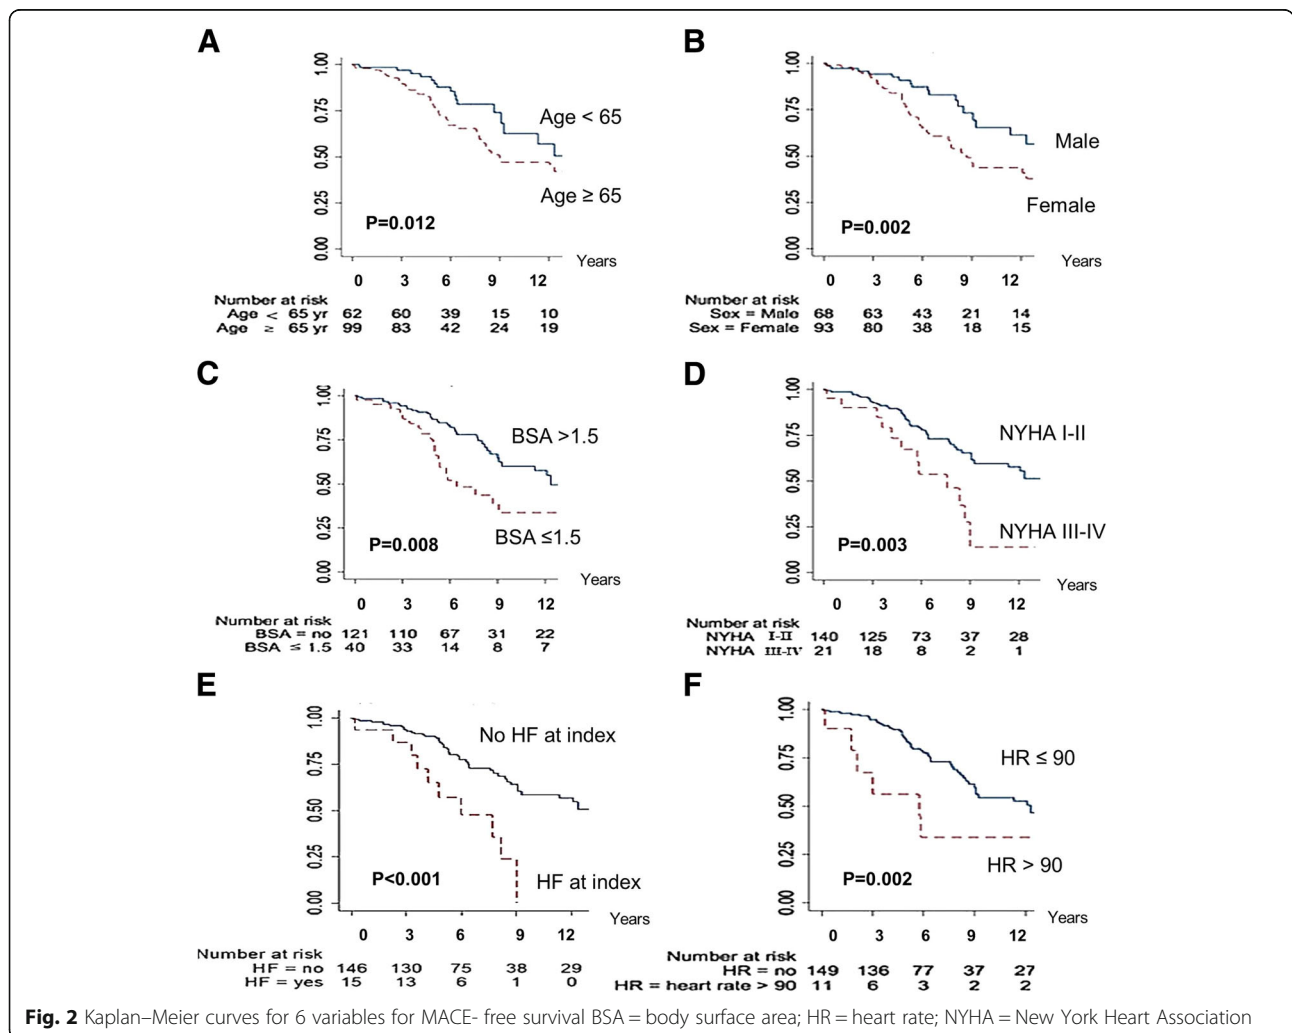 A
1.00
0.75
0.50
0.25
0.00
Age < 65
Age ≥ 65
P=0.012
Years
0 3 6 9 12
Number at risk
Age < 65 yr 62 60 39 15 10
Age ≥ 65 yr 99 83 42 24 19
B
1.00
0.75
0.50
0.25
0.00
Male
Female
P=0.002
Years
0 3 6 9 12
Number at risk
Sex = Male 68 63 43 21 14
Sex = Female 93 80 38 18 15
C
1.00
0.75
0.50
0.25
0.00
BSA >1.5
BSA ≤1.5
P=0.008
Years
0 3 6 9 12
Number at risk
BSA = no 121 110 67 31 22
BSA ≤ 1.5 40 33 14 8 7
D
1.00
0.75
0.50
0.25
0.00
NYHA I-II
NYHA III-IV
P=0.003
Years
0 3 6 9 12
Number at risk
NYHA I-II 140 125 73 37 28
NYHA III-IV 21 18 8 2 1
E
1.00
0.75
0.50
0.25
0.00
No HF at index
HF at index
P<0.001
Years
0 3 6 9 12
Number at risk
HF = no 146 130 75 38 29
HF = yes 15 13 6 1 0
F
1.00
0.75
0.50
0.25
0.00
HR ≤ 90
HR > 90
P=0.002
Years
0 3 6 9 12
Number at risk
HR = no 149 136 77 37 27
HR = heart rate > 90 11 6 3 2 2
Fig. 2 Kaplan–Meier curves for 6 variables for MACE- free survival BSA = body surface area; HR = heart rate; NYHA = New York Heart Association